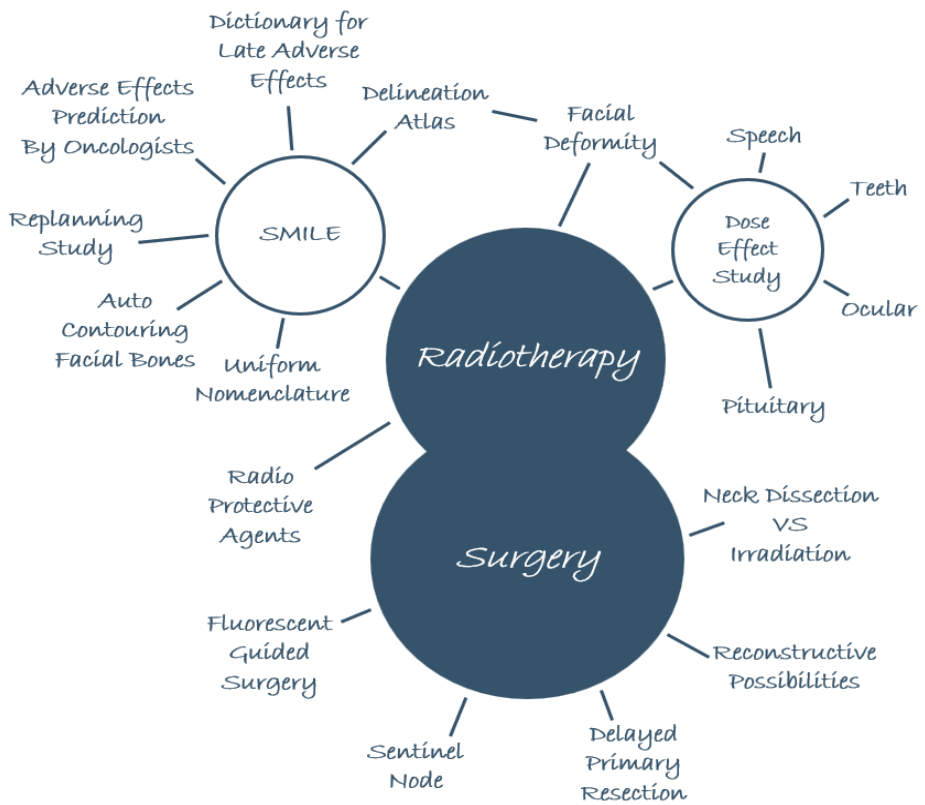 Dictionary for
Late Adverse
Effects
Adverse Effects
Prediction
By Oncologists
Delineation
Atlas
Facial
Deformity
Speech
Teeth
Replanning
Study
SMILE
Dose
Effect
Study
Ocular
Auto
Contouring
Facial Bones
Uniform
Nomenclature
Radiotherapy
Pituitary
Radio
Protective
Agents
Neck Dissection
VS
Irradiation
Surgery
Fluorescent
Guided
Surgery
Reconstructive
Possibilities
Sentinel
Node
Delayed
Primary
Resection